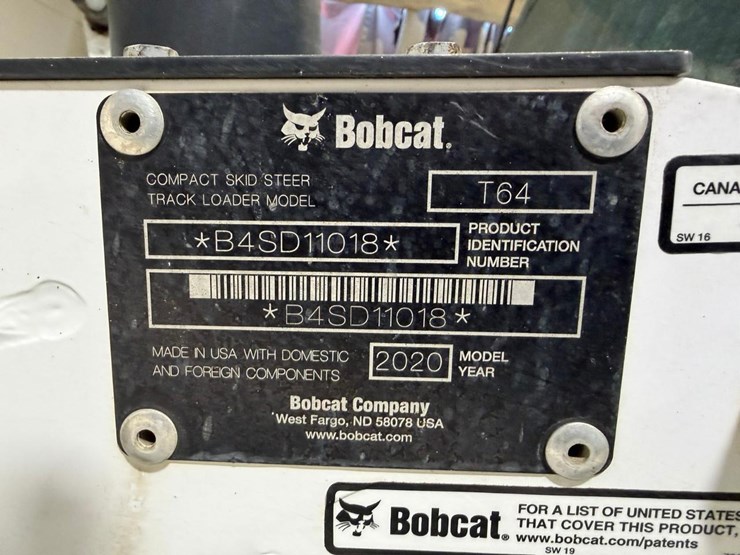 Bobcat.
COMPACT SKID STEER
TRACK LOADER MODEL
T64
*B4SD11018*
PRODUCT
IDENTIFICATION
NUMBER
*B4SD11018*
MADE IN USA WITH DOMESTIC
AND FOREIGN COMPONENTS
2020
MODEL
YEAR
Bobcat Company
West Fargo, ND 58078 USA
www.bobcat.com
CANA
SW 16
Bobcat.
FOR A LIST OF UNITED STATES
THAT COVER THIS PRODUCT,
www.bobcat.com/patents
SW 19